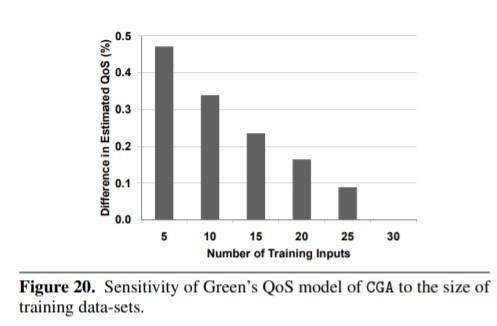 0.5
0.4
0.3
0.2
0.1
0.0
Difference in Estimated QoS (%)
5 10 15 20 25 30
Number of Training Inputs
Figure 20. Sensitivity of Green's QoS model of CGA to the size of
training data-sets.